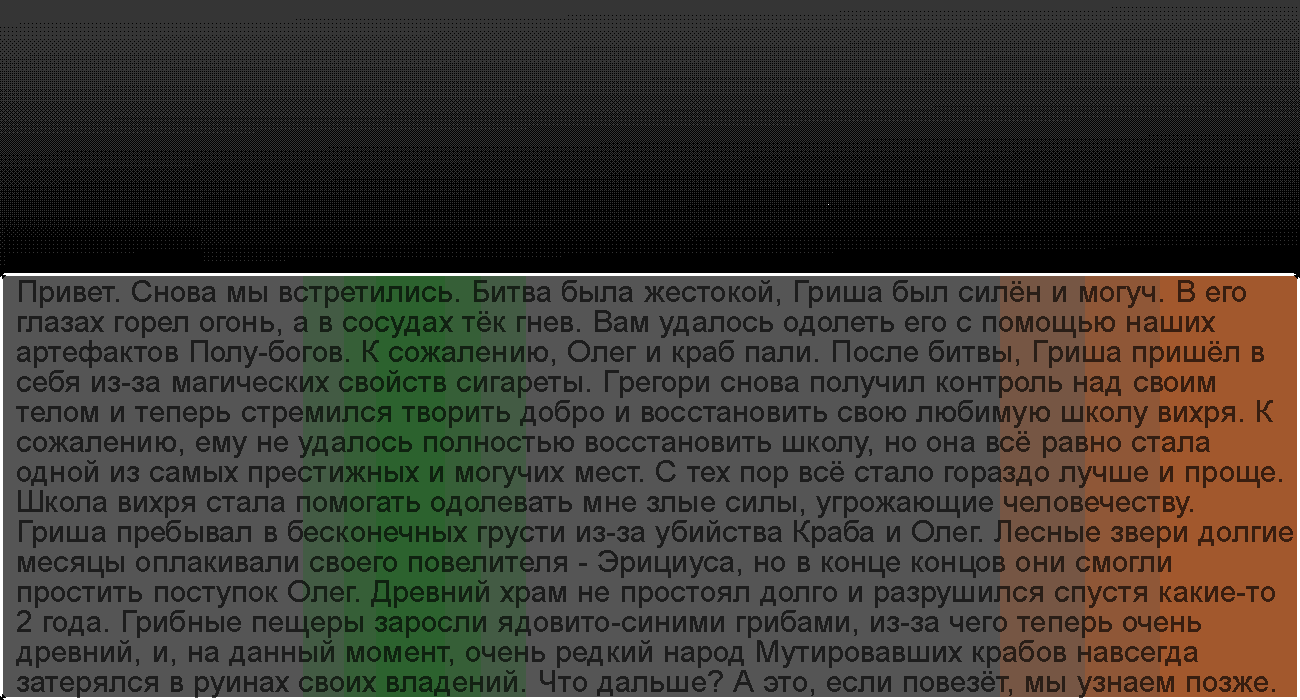 Привет. Снова мы встретились. Битва была жестокой, Гриша был силён и могуч. В его
глазах горел огонь, а в сосудах тёк гнев. Вам удалось одолеть его с помощью наших
артефактов Полу-богов. К сожалению, Олег и краб пали. После битвы, Гриша пришёл в
себя из-за магических свойств сигареты. Грегори снова получил контроль над своим
телом и теперь стремился творить добро и восстановить свою любимую школу вихря. К
сожалению, ему не удалось полностью восстановить школу, но она всё равно стала
одной из самых престижных и могучих мест. С тех пор всё стало гораздо лучше и проще.
Школа вихря стала помогать одолевать мне злые силы, угрожающие человечеству.
Гриша пребывал в бесконечных грусти из-за убийства Краба и Олег. Лесные звери долгие
месяцы оплакивали своего повелителя - Эрициуса, но в конце концов они смогли
простить поступок Олег. Древний храм не простоял долго и разрушился спустя какие-то
2 года. Грибные пещеры заросли ядовито-синими грибами, из-за чего теперь очень
древний, и, на данный момент, очень редкий народ Мутировавших крабов навсегда
затерялся в руинах своих владений. Что дальше? А это, если повезёт, мы узнаем позже.